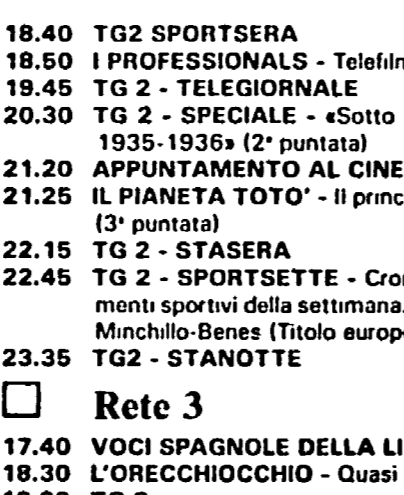 18.40 TG2 SPORTSERA
18.50 I PROFESSIONALS - Telefilm
19.45 TG 2 - TELEGIORNALE
20.30 TG 2 - SPECIALE - «Sotto
1935-1936» (2ª puntata)
21.20 APPUNTAMENTO AL CINE
21.25 IL PIANETA TOTO' - Il princ
(3ª puntata)
22.15 TG 2 - STASERA
22.45 TG 2 - SPORTSETTE - Cro
menti sportivi della settimana.
Minchillo-Benes (Titolo europ
23.35 TG2 - STANOTTE
Rete 3
17.40 VOCI SPAGNOLE DELLA LI
18.30 L'ORECCHIOCCHIO - Quasi